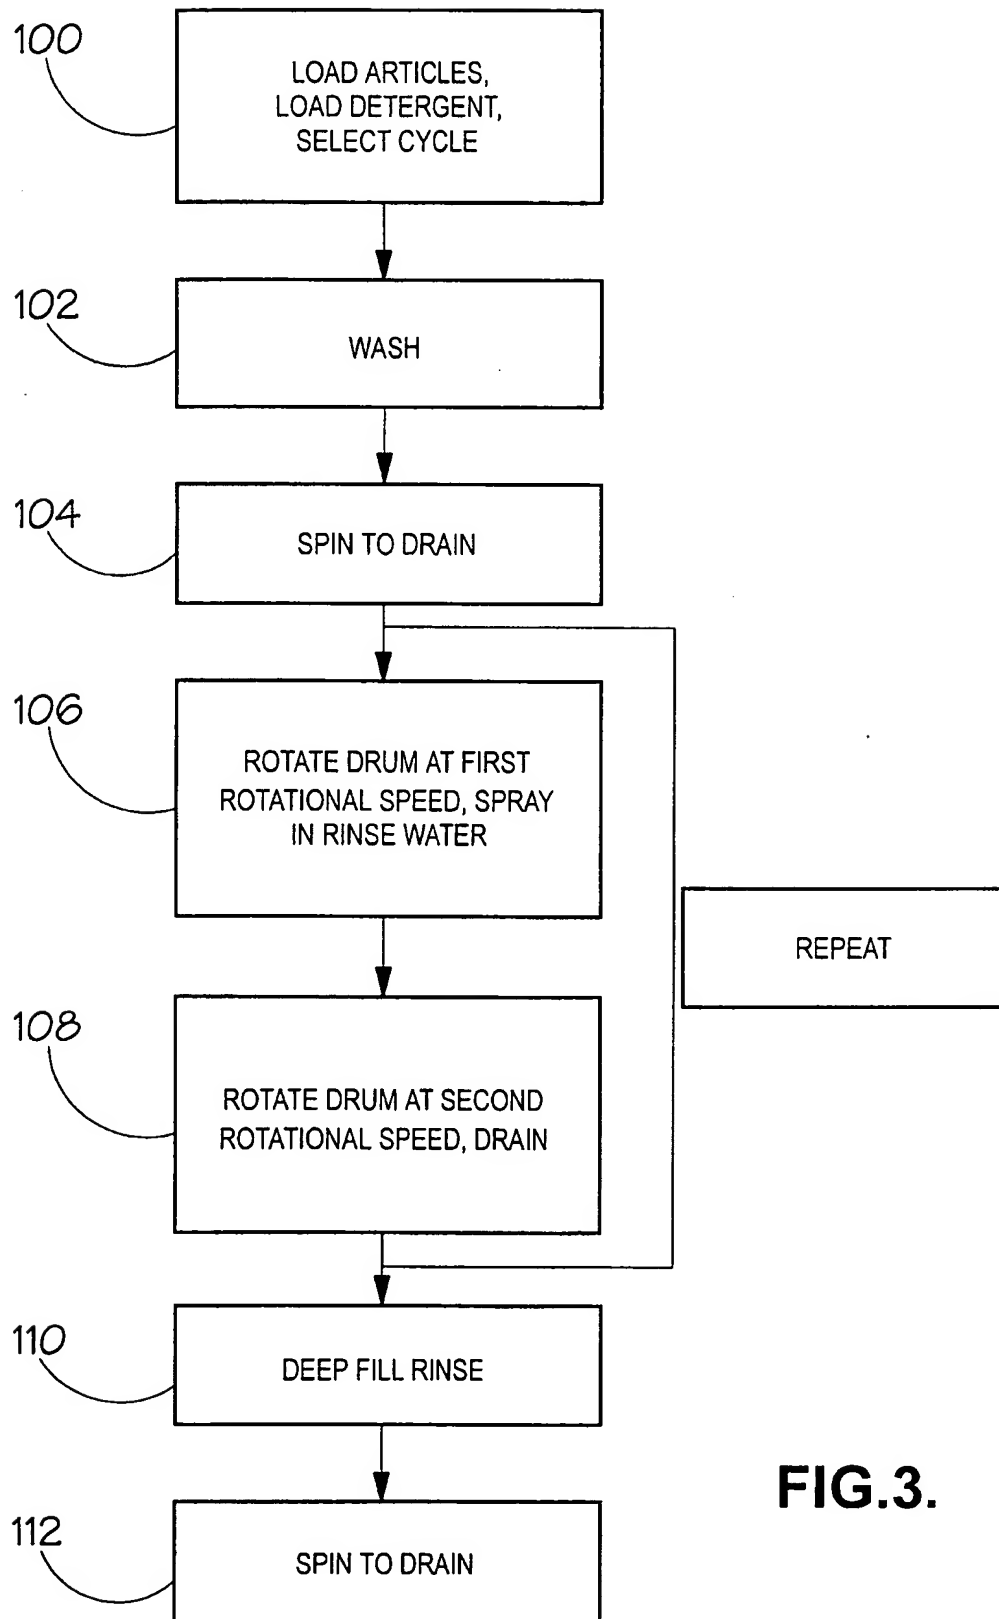 100
LOAD ARTICLES,
LOAD DETERGENT,
SELECT CYCLE
102
WASH
104
SPIN TO DRAIN
106
ROTATE DRUM AT FIRST
ROTATIONAL SPEED, SPRAY
IN RINSE WATER
REPEAT
108
ROTATE DRUM AT SECOND
ROTATIONAL SPEED, DRAIN
110
DEEP FILL RINSE
112
SPIN TO DRAIN
FIG.3.